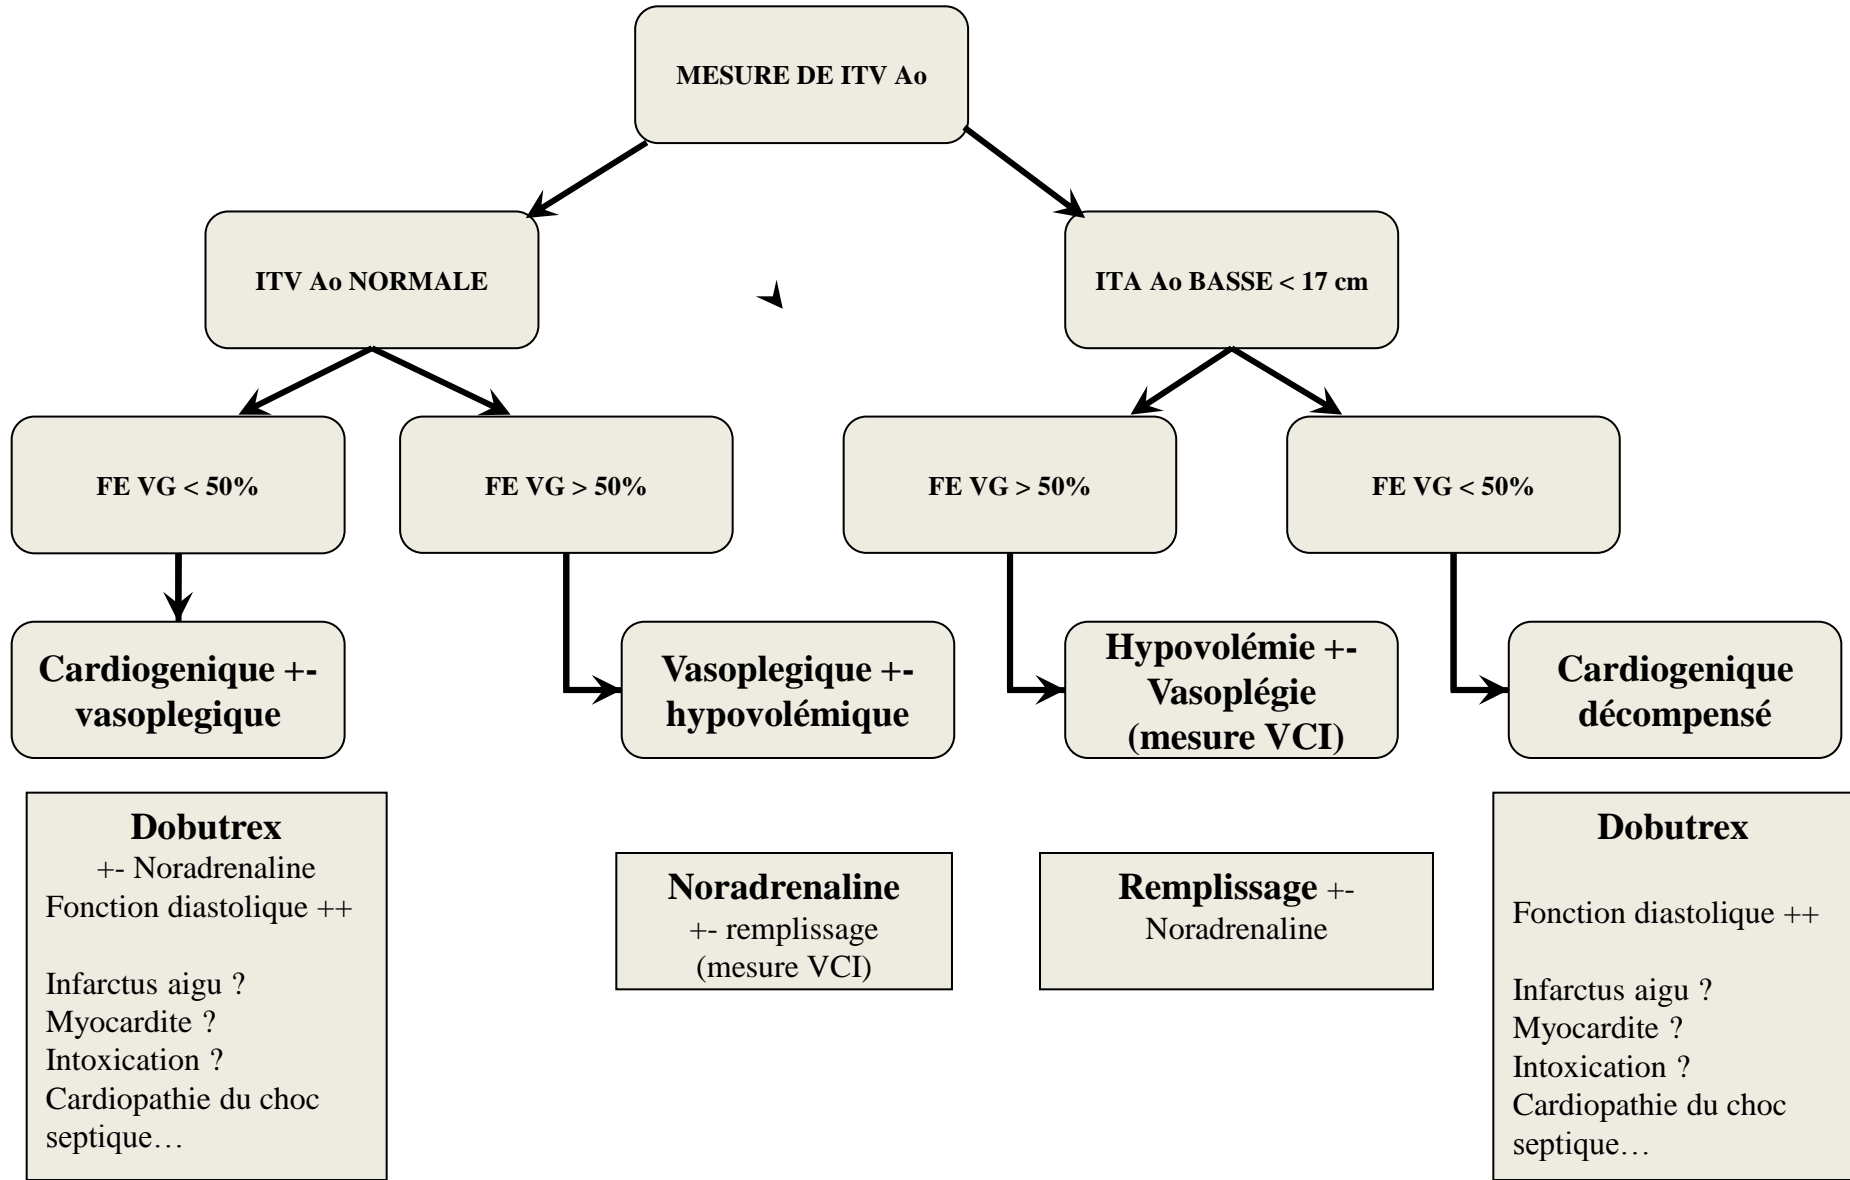 MESURE DE ITV Ao
ITV Ao NORMALE
ITA Ao BASSE < 17 cm
FE VG < 50%
FE VG > 50%
FE VG > 50%
FE VG < 50%
Cardiogenique +-
vasoplegique
Vasoplegique +-
hypovolémique
Hypovolémie +-
Vasoplégie
(mesure VCI)
Cardiogenique
décompensé
Dobutrex
+- Noradrenaline
Fonction diastolique ++
Infarctus aigu ?
Myocardite ?
Intoxication ?
Cardiopathie du choc
septique…
Noradrenaline
+- remplissage
(mesure VCI)
Remplissage +-
Noradrenaline
Dobutrex
Fonction diastolique ++
Infarctus aigu ?
Myocardite ?
Intoxication ?
Cardiopathie du choc
septique…